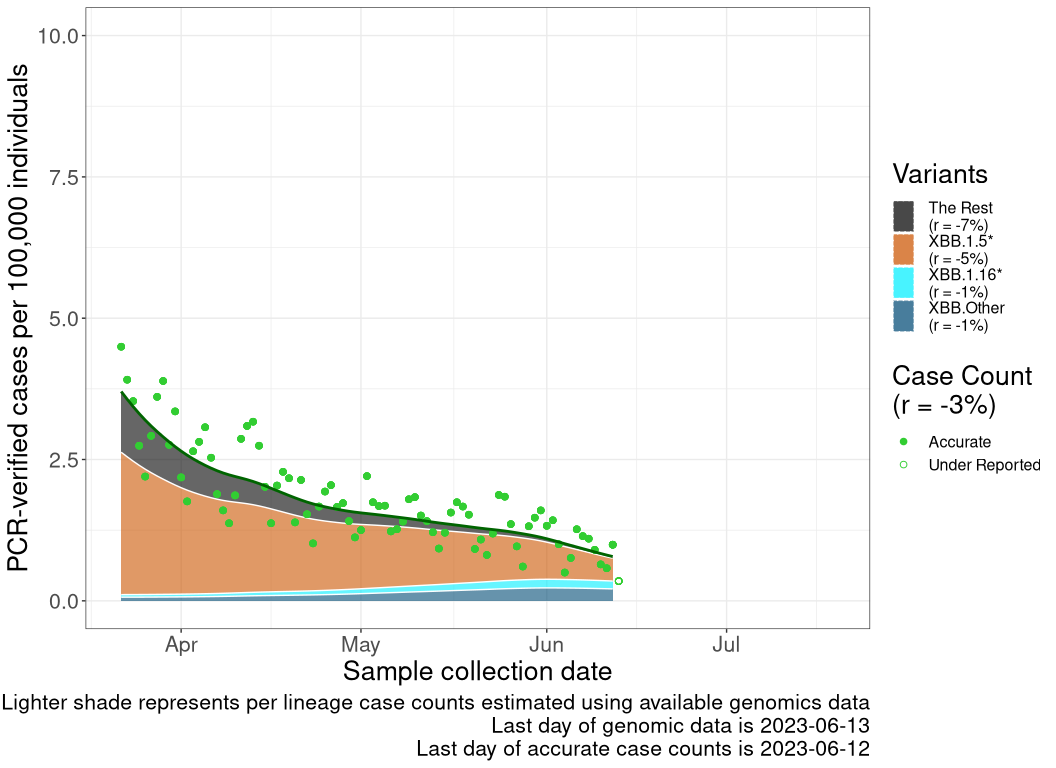 PCR-verified cases per 100,000 individuals
10.0
7.5
5.0
2.5
0.0
Apr
May
Jun
Jul
Sample collection date
Variants
The Rest
(r = -7%)
XBB.1.5*
(r = -5%)
XBB.1.16*
(r = -1%)
XBB.Other
(r = -1%)
Case Count
(r = -3%)
Accurate
Under Reported
Lighter shade represents per lineage case counts estimated using available genomics data
Last day of genomic data is 2023-06-13
Last day of accurate case counts is 2023-06-12